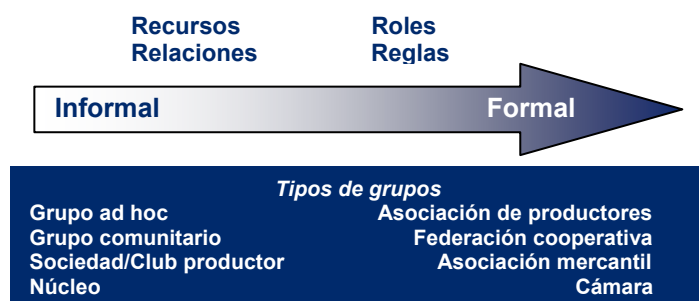 Recursos Roles
Relaciones Reglas
Informal Formal
Tipos de grupos
Grupo ad hoc Asociación de productores
Grupo comunitario Federación cooperativa
Sociedad/Club productor Asociación mercantil
Núcleo Cámara